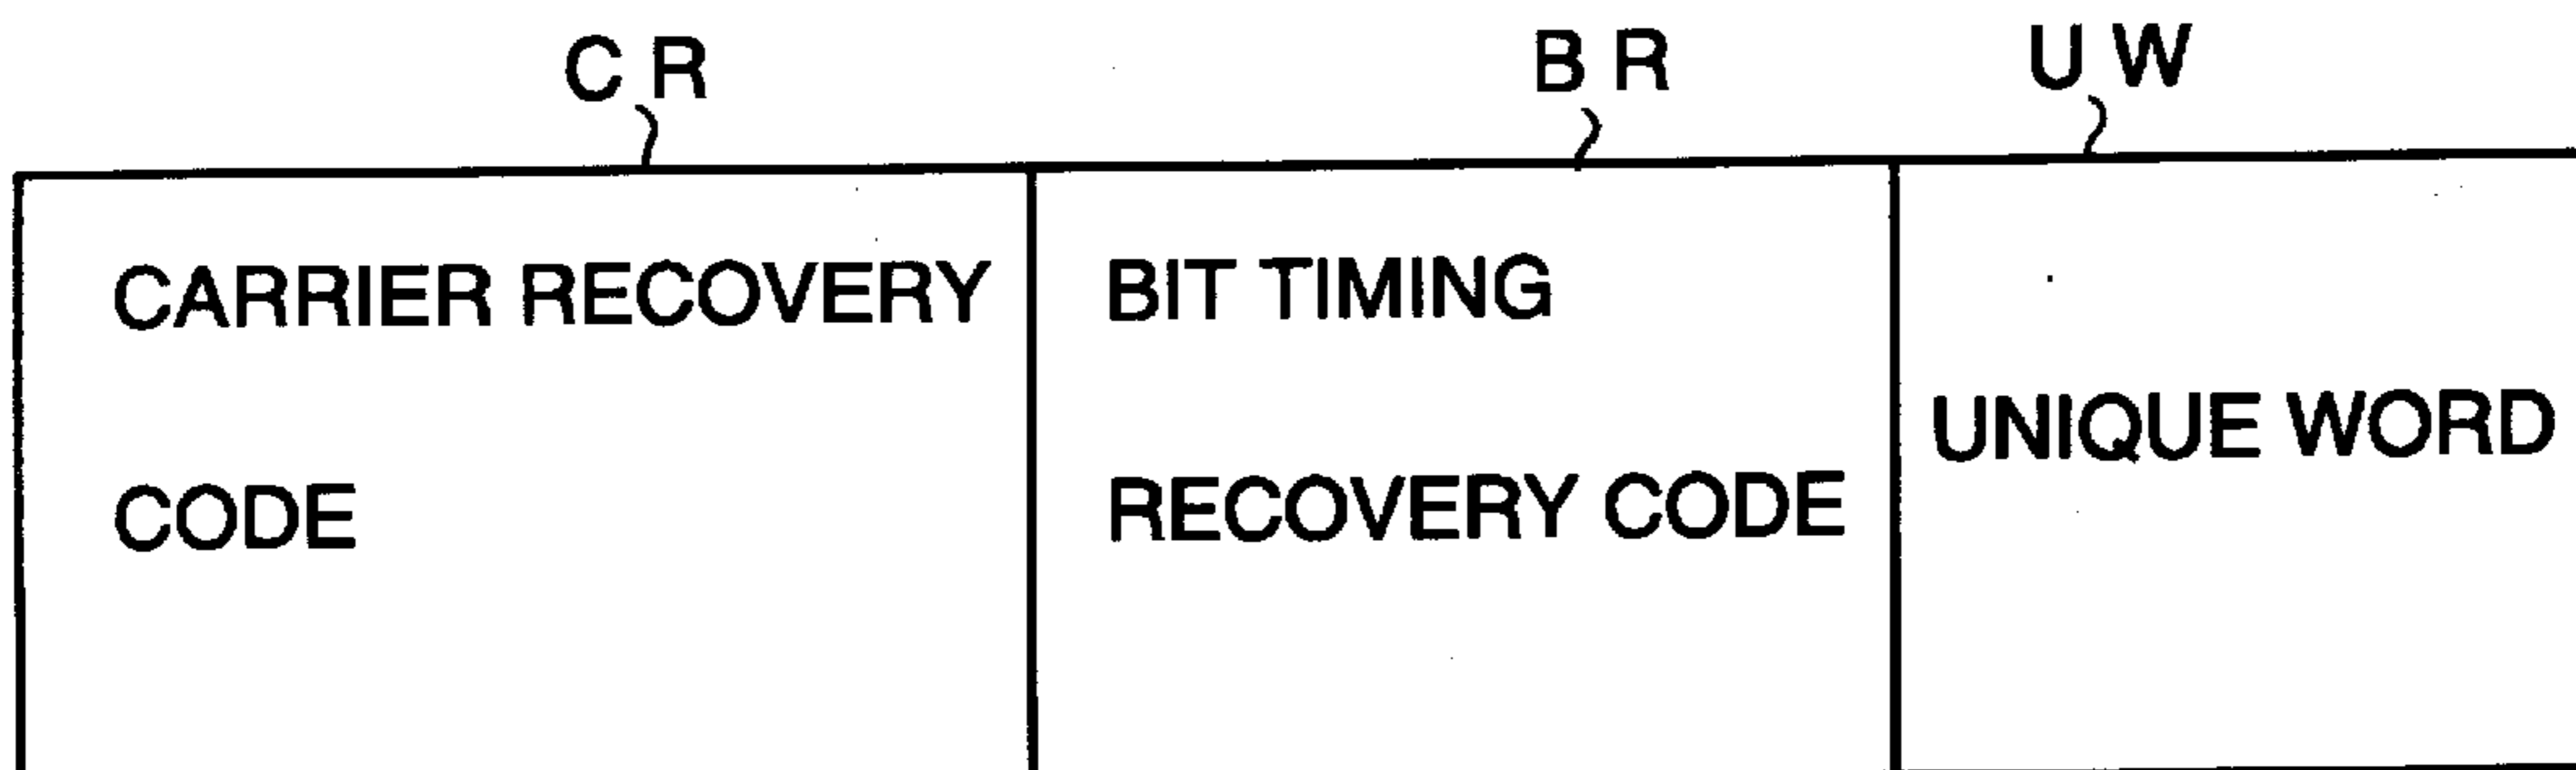 C R B R U W
CARRIER RECOVERY
CODE
BIT TIMING
RECOVERY CODE
UNIQUE WORD